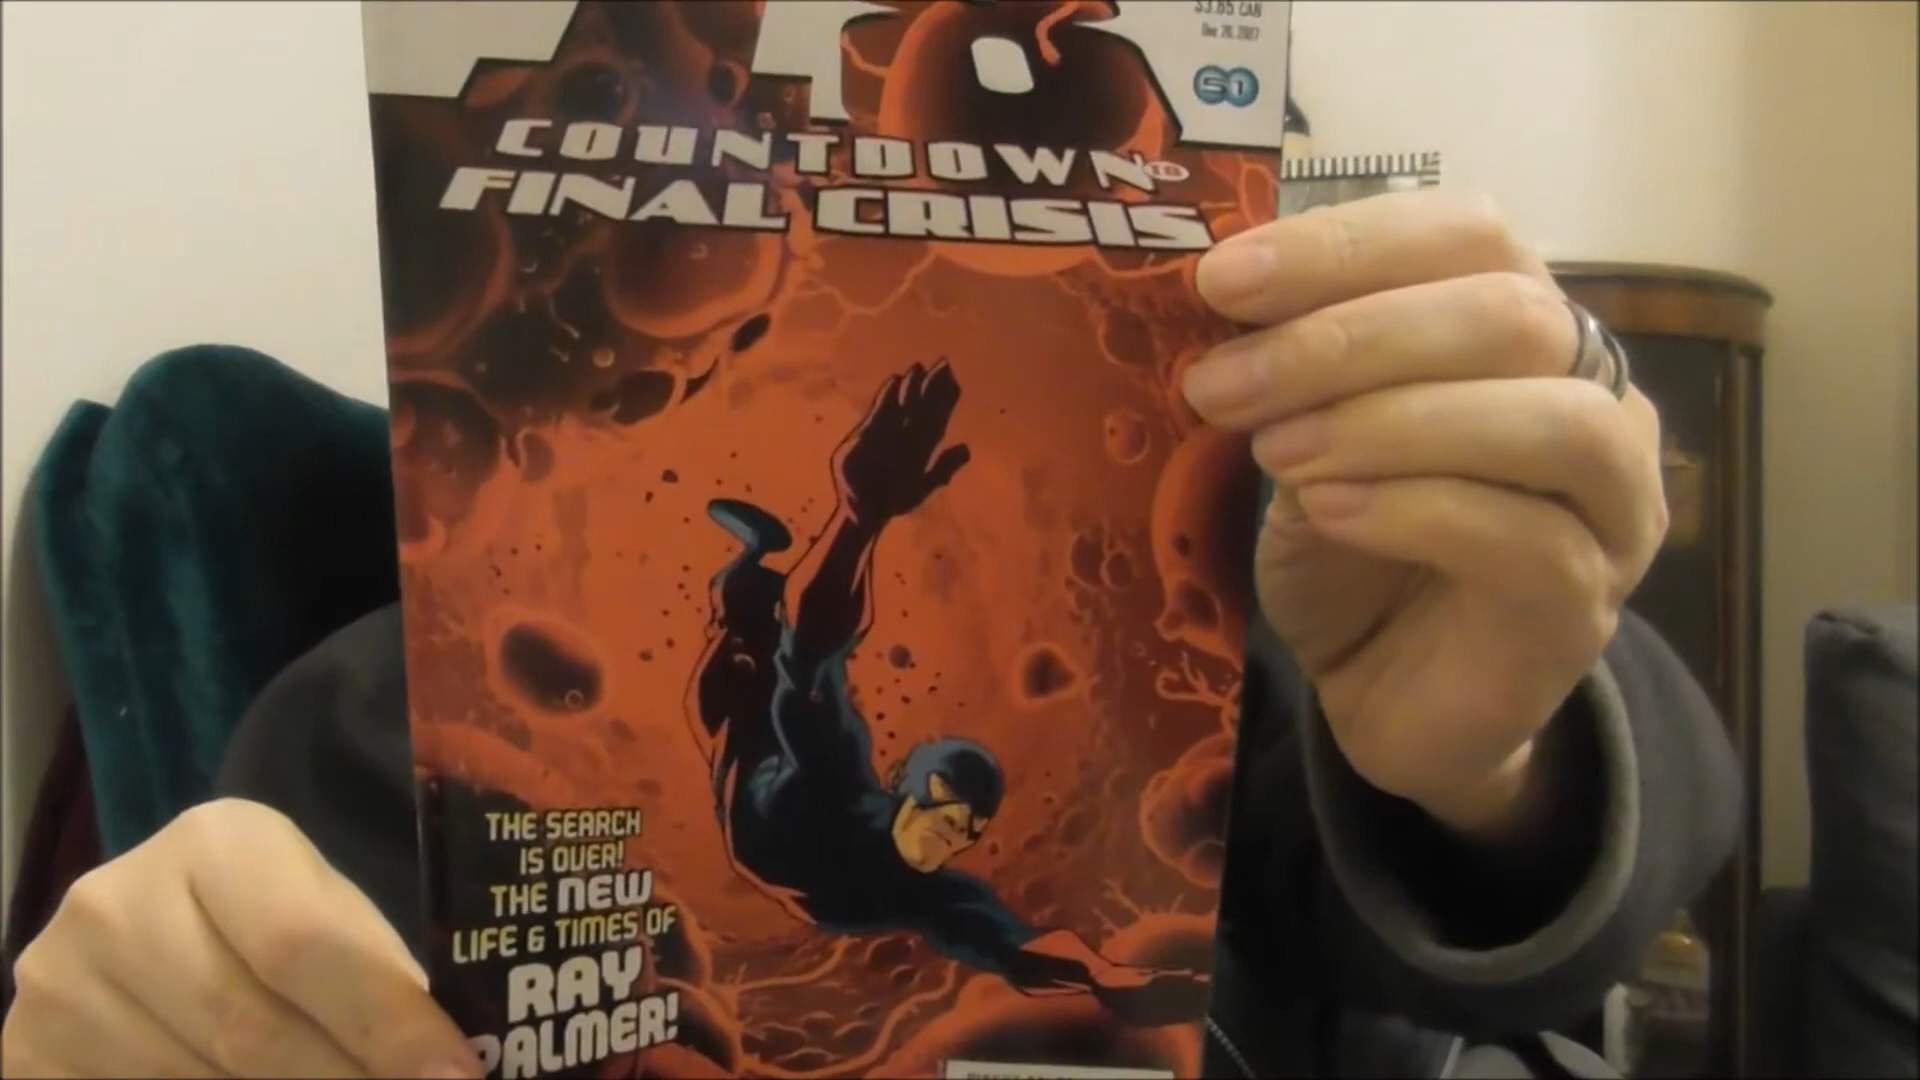 $3.65 CAN
Dec 26, 2007
51
COUNTDOWN TO
FINAL CRISIS
THE SEARCH
IS OVER!
THE NEW
LIFE & TIMES OF
RAY
PALMER!